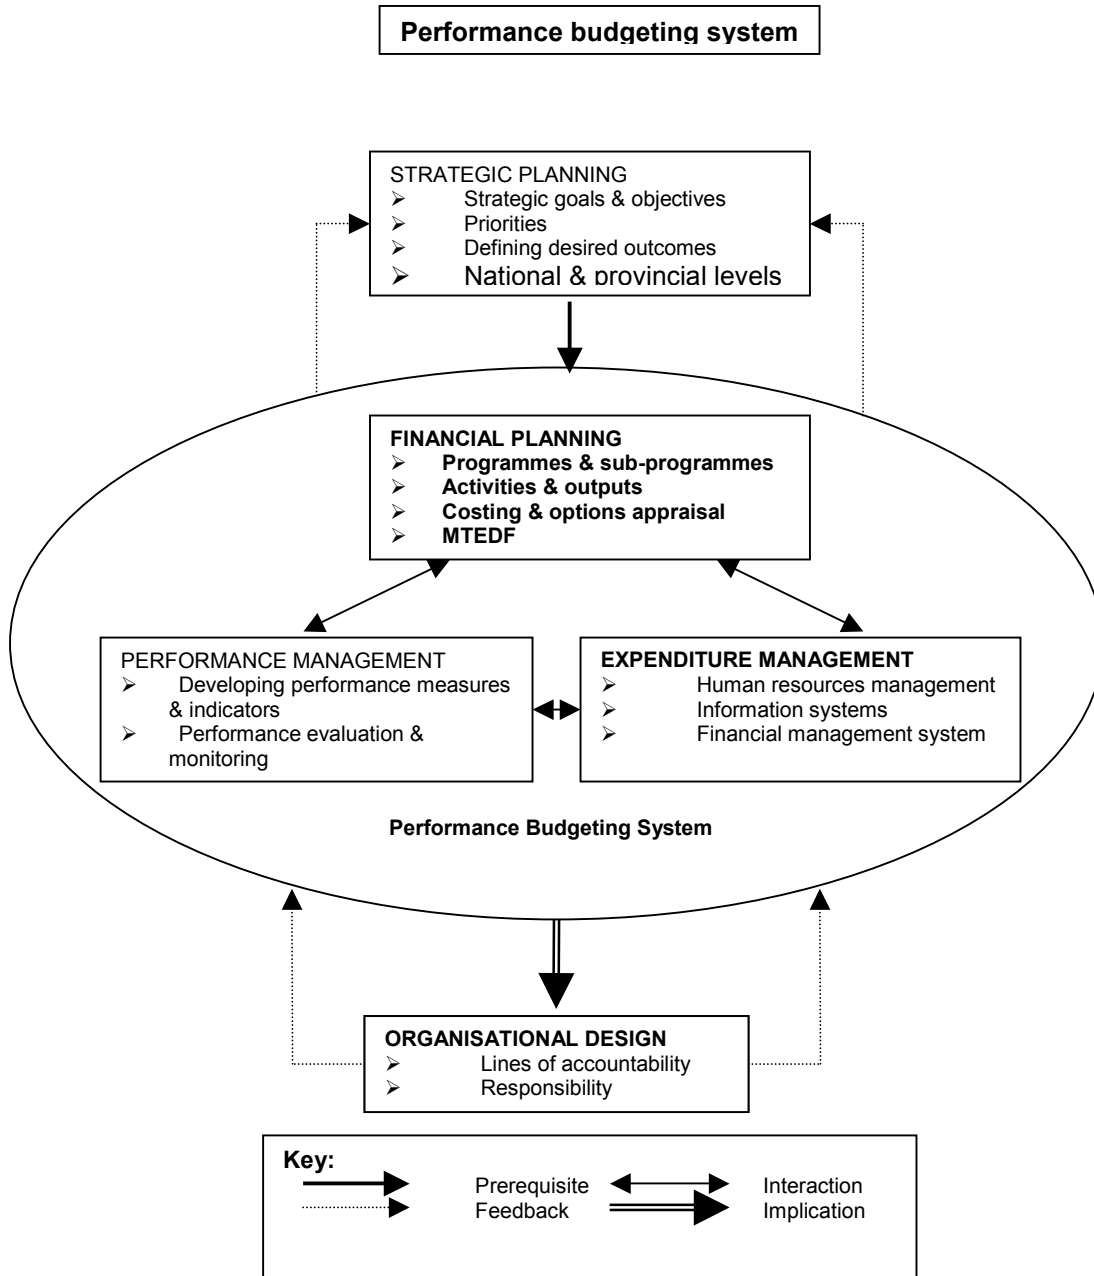 Performance budgeting system
STRATEGIC PLANNING
➢ Strategic goals & objectives
➢ Priorities
➢ Defining desired outcomes
➢ National & provincial levels
FINANCIAL PLANNING
➢ Programmes & sub-programmes
➢ Activities & outputs
➢ Costing & options appraisal
➢ MTEDF
PERFORMANCE MANAGEMENT
➢ Developing performance measures
& indicators
➢ Performance evaluation &
monitoring
EXPENDITURE MANAGEMENT
➢ Human resources management
➢ Information systems
➢ Financial management system
Performance Budgeting System
ORGANISATIONAL DESIGN
➢ Lines of accountability
➢ Responsibility
Key:
Prerequisite Interaction
Feedback Implication